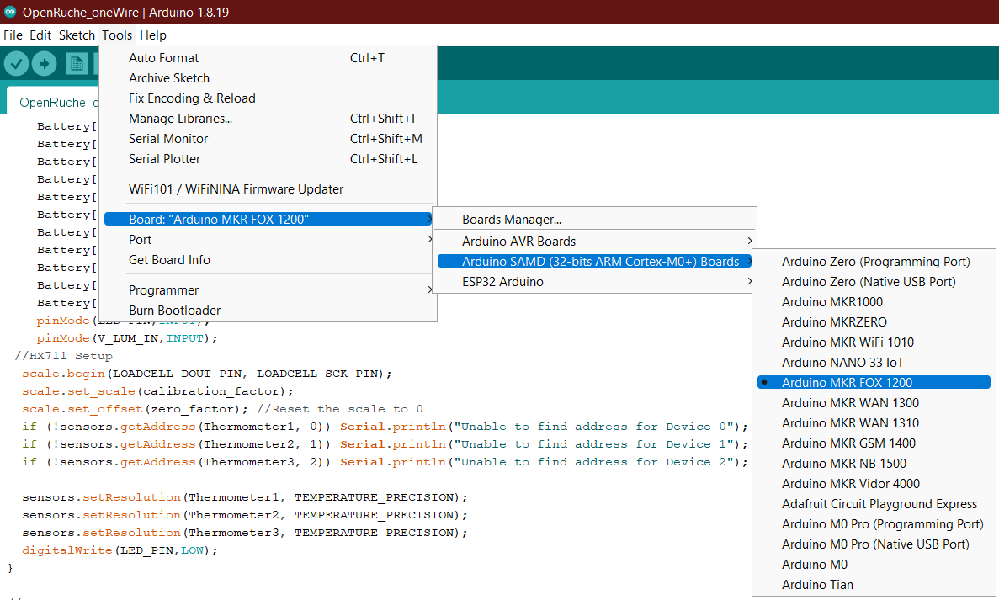 OpenRuche_oneWire | Arduino 1.8.19
File Edit Sketch Tools Help
OpenRuche_o
Auto Format Ctrl+T
Archive Sketch
Fix Encoding & Reload
Manage Libraries... Ctrl+Shift+I
Serial Monitor Ctrl+Shift+M
Serial Plotter Ctrl+Shift+L
WiFi101 / WiFiNINA Firmware Updater
Board: "Arduino MKR FOX 1200"
Port
Get Board Info
Programmer
Burn Bootloader
Boards Manager...
Arduino AVR Boards
Arduino SAMD (32-bits ARM Cortex-M0+) Boards
ESP32 Arduino
Arduino Zero (Programming Port)
Arduino Zero (Native USB Port)
Arduino MKR1000
Arduino MKRZERO
Arduino MKR WiFi 1010
Arduino NANO 33 IoT
Arduino MKR FOX 1200
Arduino MKR WAN 1300
Arduino MKR WAN 1310
Arduino MKR GSM 1400
Arduino MKR NB 1500
Arduino MKR Vidor 4000
Adafruit Circuit Playground Express
Arduino M0 Pro (Programming Port)
Arduino M0 Pro (Native USB Port)
Arduino M0
Arduino Tian
Battery[
Battery[
Battery[
Battery[
Battery[
Battery[
Battery[
Battery[
Battery[
Battery[
Battery[
pinMode(LED_PIN,INPUT);
pinMode(V_LUM_IN,INPUT);
//HX711 Setup
scale.begin(LOADCELL_DOUT_PIN, LOADCELL_SCK_PIN);
scale.set_scale(calibration_factor);
scale.set_offset(zero_factor); //Reset the scale to 0
if (!sensors.getAddress(Thermometer1, 0)) Serial.println("Unable to find address for Device 0");
if (!sensors.getAddress(Thermometer2, 1)) Serial.println("Unable to find address for Device 1");
if (!sensors.getAddress(Thermometer3, 2)) Serial.println("Unable to find address for Device 2");
sensors.setResolution(Thermometer1, TEMPERATURE_PRECISION);
sensors.setResolution(Thermometer2, TEMPERATURE_PRECISION);
sensors.setResolution(Thermometer3, TEMPERATURE_PRECISION);
digitalWrite(LED_PIN,LOW);
}